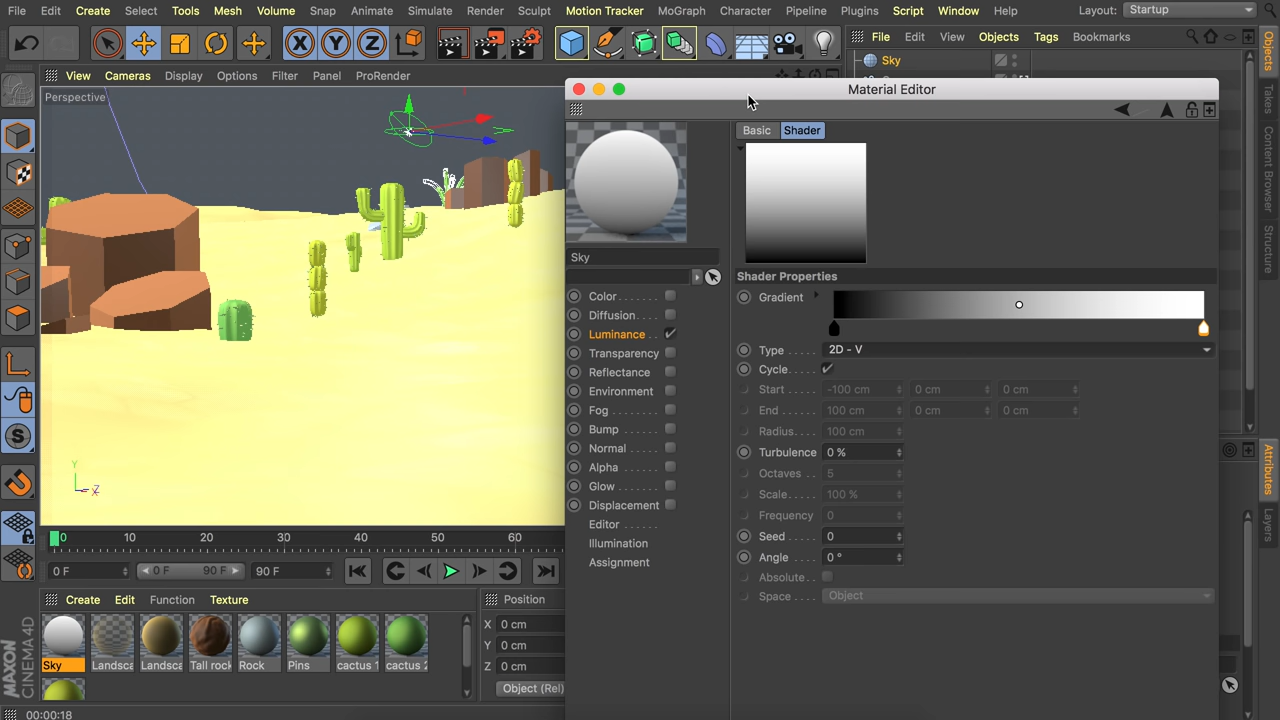 File Edit Create Select Tools Mesh Volume Snap Animate Simulate Render Sculpt Motion Tracker MoGraph Character Pipeline Plugins Script Window Help Layout: Startup
File Edit View Objects Tags Bookmarks
View Cameras Display Options Filter Panel ProRender
Sky
Perspective
Material Editor
Basic Shader
Sky
Shader Properties
Gradient
Type ..... 2D - V
Cycle.....
Start ..... -100 cm 0 cm 0 cm
End ...... 100 cm 0 cm 0 cm
Radius.... 100 cm
Turbulence 0 %
Octaves . . 5
Scale..... 100 %
Frequency 0
Seed ..... 0
Angle .... 0 °
Absolute..
Space .... Object
Color.......
Diffusion....
Luminance ..
Transparency
Reflectance
Environment
Fog ........
Bump ......
Normal .....
Alpha ......
Glow .......
Displacement
Editor ......
Illumination
Assignment
Y
X Z
0 10 20 30 40 50 60
0 F 0 F 90 F 90 F
Create Edit Function Texture
Sky Landsca Landsca Tall rock Rock Pins cactus 1 cactus 2
Position
X 0 cm
Y 0 cm
Z 0 cm
Object (Rel)
MAXON
CINEMA 4D
00:00:18
Objects
Takes
Content Browser
Structure
Attributes
Layers